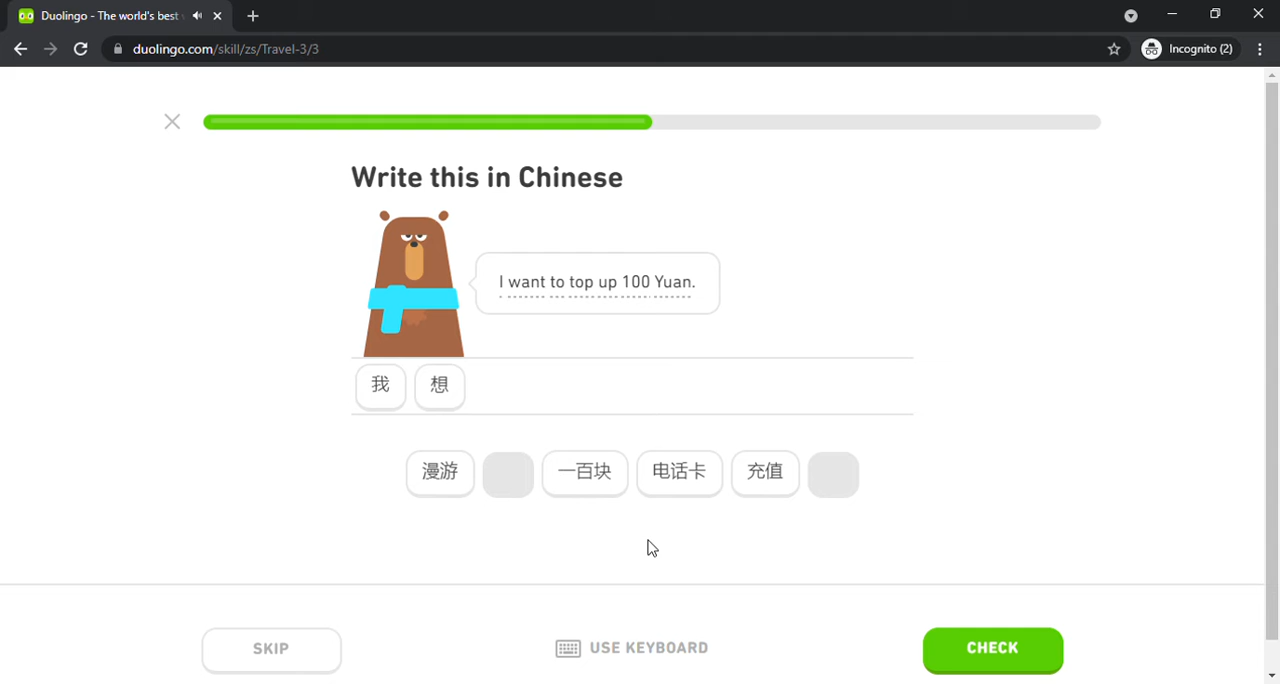 Duolingo - The world's best
duolingo.com/skill/zs/Travel-3/3
Incognito (2)
Write this in Chinese
I want to top up 100 Yuan.
我 想
漫游 一百块 电话卡 充值
SKIP
USE KEYBOARD
CHECK